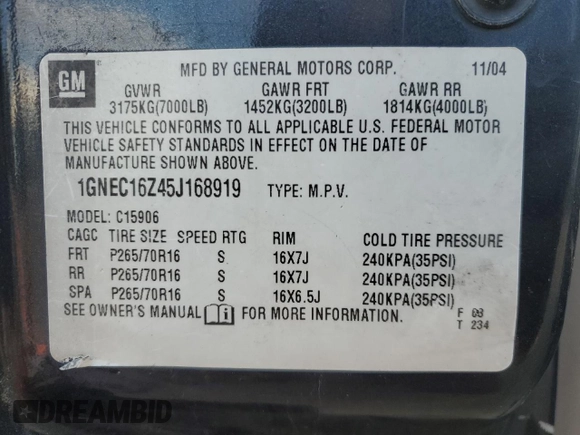 GM
MFD BY GENERAL MOTORS CORP. 11/04
GVWR GAWR FRT GAWR RR
3175KG(7000LB) 1452KG(3200LB) 1814KG(4000LB)
THIS VEHICLE CONFORMS TO ALL APPLICABLE U.S. FEDERAL MOTOR
VEHICLE SAFETY STANDARDS IN EFFECT ON THE DATE OF
MANUFACTURE SHOWN ABOVE.
1GNEC16Z45J168919 TYPE: M.P.V.
MODEL: C15906
CAGC TIRE SIZE SPEED RTG RIM COLD TIRE PRESSURE
FRT P265/70R16 S 16X7J 240KPA(35PSI)
RR P265/70R16 S 16X7J 240KPA(35PSI)
SPA P265/70R16 S 16X6.5J 240KPA(35PSI)
SEE OWNER'S MANUAL i FOR MORE INFORMATION. F 08
T 234
DREAMBID